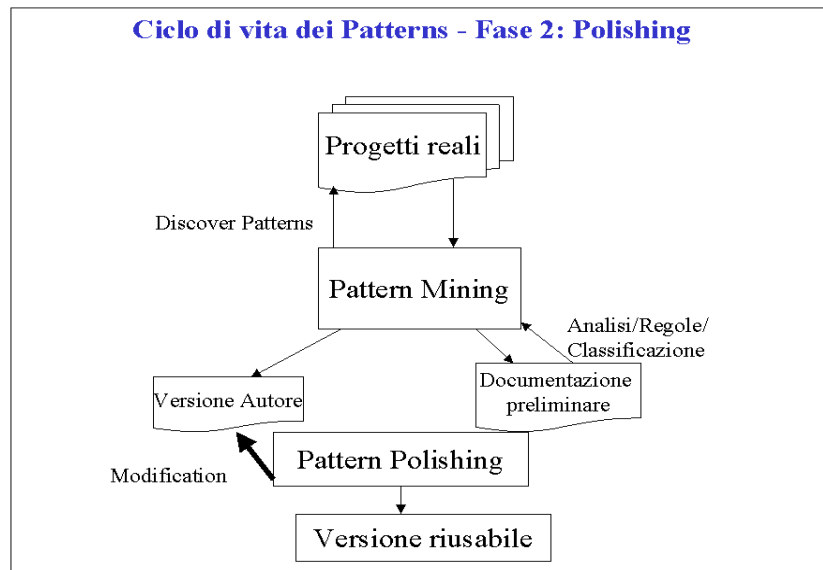 Ciclo di vita dei Patterns - Fase 2: Polishing
Progetti reali
Discover Patterns
Pattern Mining
Analisi/Regole/
Classificazione
Versione Autore
Documentazione
preliminare
Pattern Polishing
Modification
Versione riusabile